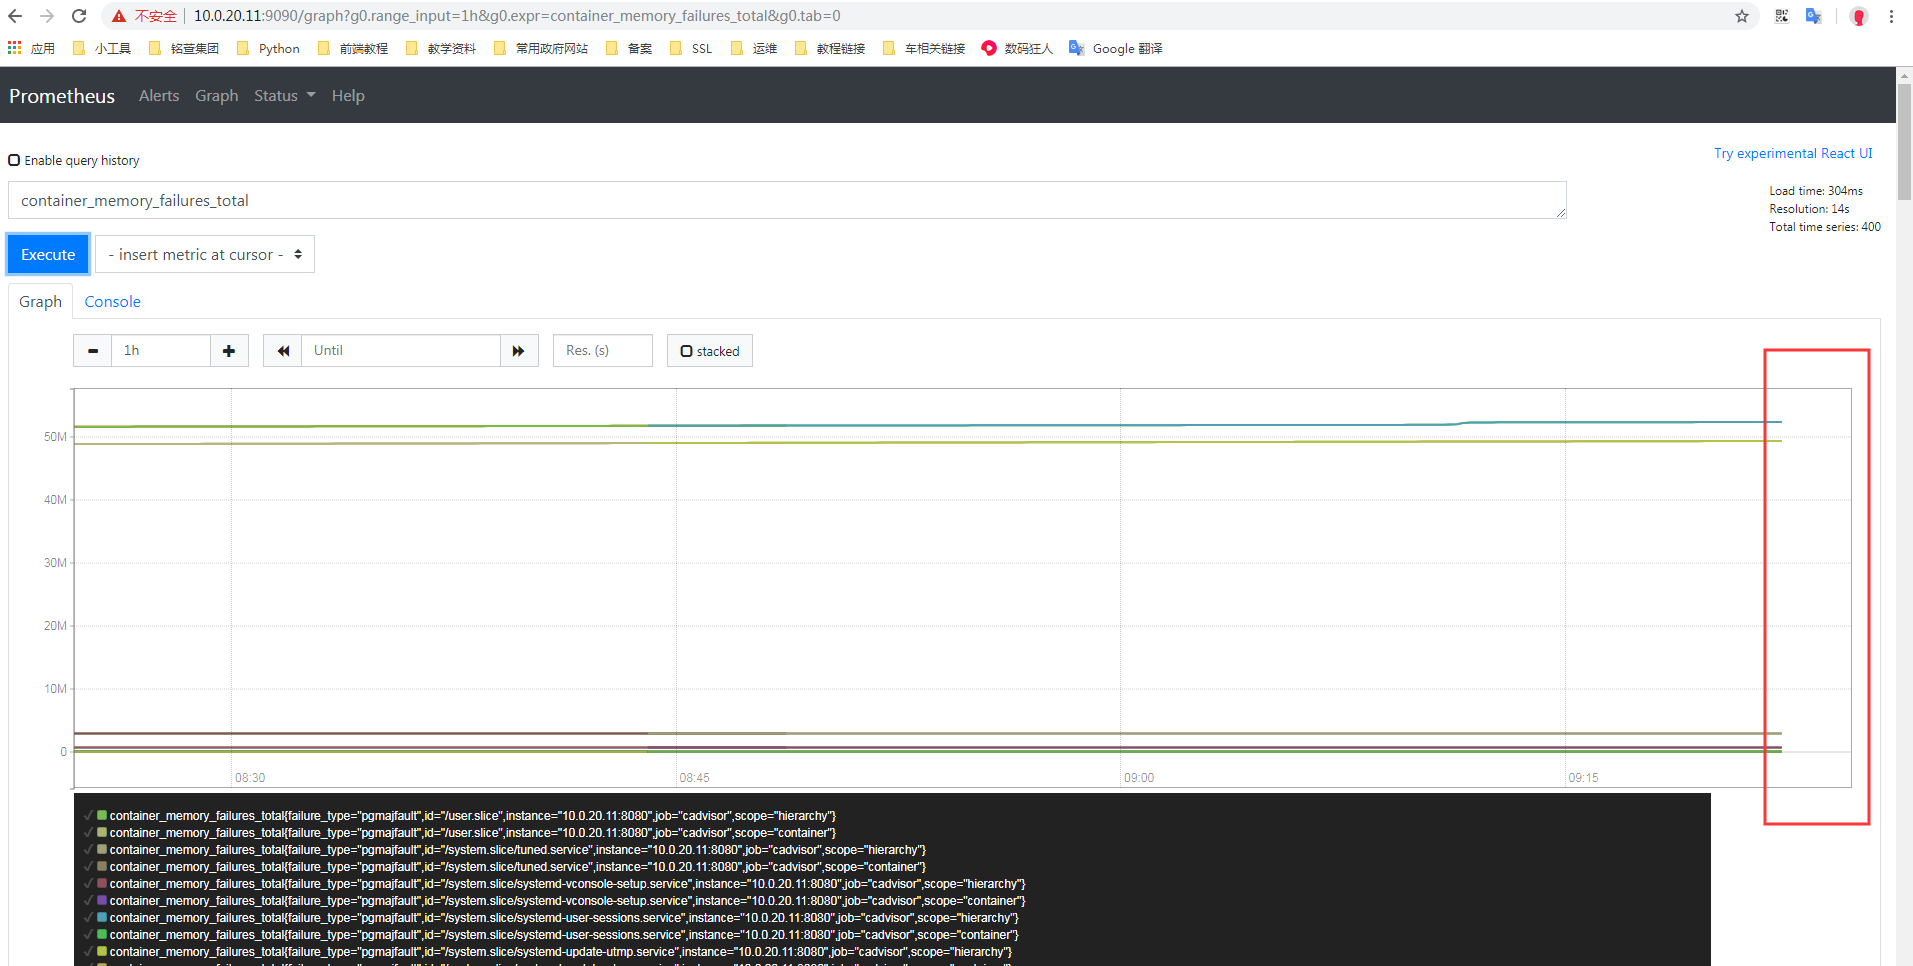 不安全 10.0.20.11:9090/graph?g0.range_input=1h&g0.expr=container_memory_failures_total&g0.tab=0
应用 小工具 铭萱集团 Python 前端教程 教学资料 常用政府网站 备案 SSL 运维 教程链接 车相关链接 数码狂人 Google 翻译
Prometheus Alerts Graph Status Help
Enable query history
Try experimental React UI
container_memory_failures_total
Load time: 304ms
Resolution: 14s
Total time series: 400
Execute - insert metric at cursor -
Graph Console
1h Until Res. (s) stacked
50M
40M
30M
20M
10M
0
08:30 08:45 09:00 09:15
container_memory_failures_total{failure_type="pgmajfault",id="/user.slice",instance="10.0.20.11:8080",job="cadvisor",scope="hierarchy"}
container_memory_failures_total{failure_type="pgmajfault",id="/user.slice",instance="10.0.20.11:8080",job="cadvisor",scope="container"}
container_memory_failures_total{failure_type="pgmajfault",id="/system.slice/tuned.service",instance="10.0.20.11:8080",job="cadvisor",scope="hierarchy"}
container_memory_failures_total{failure_type="pgmajfault",id="/system.slice/tuned.service",instance="10.0.20.11:8080",job="cadvisor",scope="container"}
container_memory_failures_total{failure_type="pgmajfault",id="/system.slice/systemd-vconsole-setup.service",instance="10.0.20.11:8080",job="cadvisor",scope="hierarchy"}
container_memory_failures_total{failure_type="pgmajfault",id="/system.slice/systemd-vconsole-setup.service",instance="10.0.20.11:8080",job="cadvisor",scope="container"}
container_memory_failures_total{failure_type="pgmajfault",id="/system.slice/systemd-user-sessions.service",instance="10.0.20.11:8080",job="cadvisor",scope="hierarchy"}
container_memory_failures_total{failure_type="pgmajfault",id="/system.slice/systemd-user-sessions.service",instance="10.0.20.11:8080",job="cadvisor",scope="container"}
container_memory_failures_total{failure_type="pgmajfault",id="/system.slice/systemd-update-utmp.service",instance="10.0.20.11:8080",job="cadvisor",scope="hierarchy"}